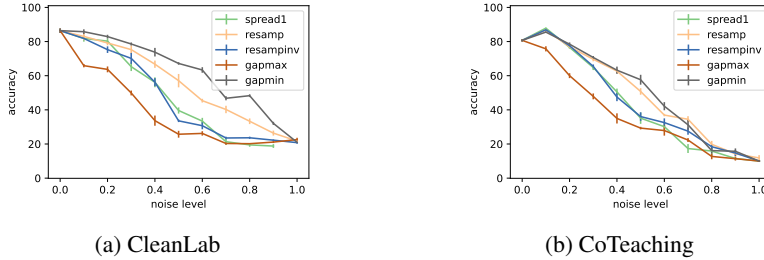 100
80
60
40
20
0
accuracy
0.0 0.2 0.4 0.6 0.8 1.0
noise level
spread1
resamp
resampinv
gapmax
gapmin
(a) CleanLab
100
80
60
40
20
0
accuracy
0.0 0.2 0.4 0.6 0.8 1.0
noise level
spread1
resamp
resampinv
gapmax
gapmin
(b) CoTeaching